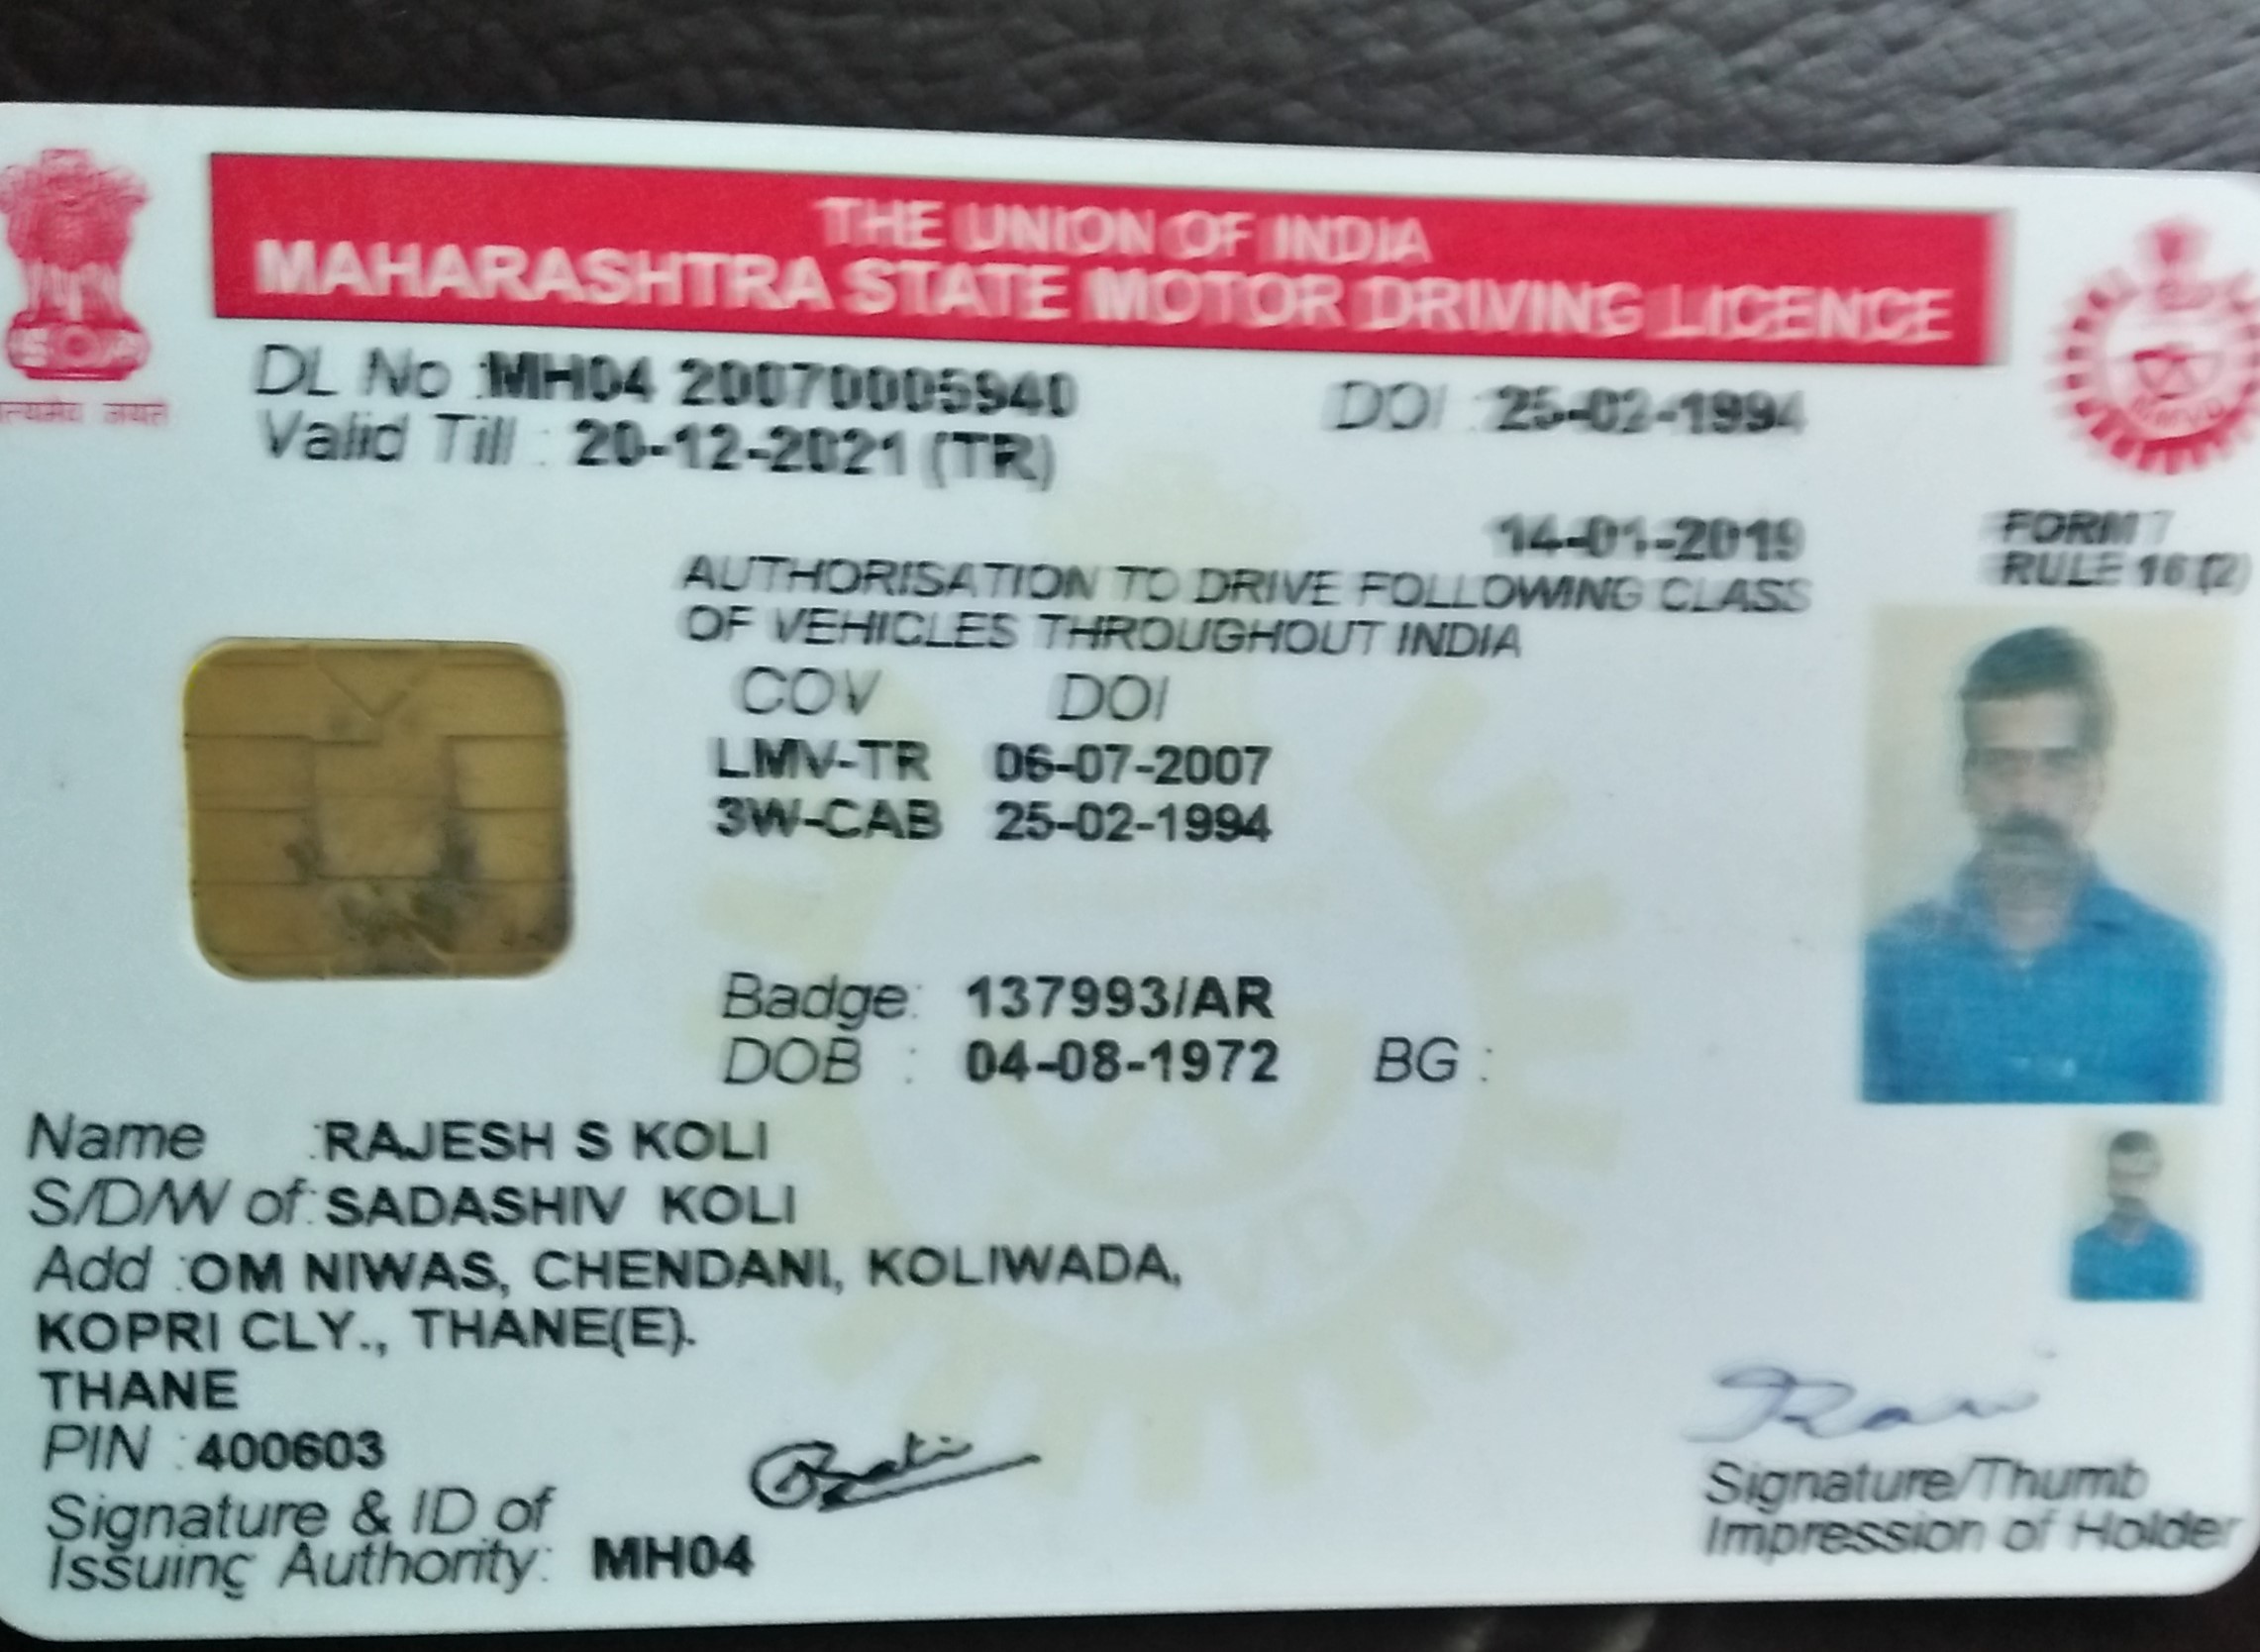 THE UNION OF INDIA
MAHARASHTRA STATE MOTOR DRIVING LICENCE
DL No :MH04 20070005940 DOI : 25-02-1994
Valid Till : 20-12-2021 (TR)
14-01-2019 FORM 7
RULE 16 (2)
AUTHORISATION TO DRIVE FOLLOWING CLASS
OF VEHICLES THROUGHOUT INDIA
COV DOI
LMV-TR 06-07-2007
3W-CAB 25-02-1994
Badge: 137993/AR
DOB : 04-08-1972 BG :
Name :RAJESH S KOLI
S/D/W of:SADASHIV KOLI
Add :OM NIWAS, CHENDANI, KOLIWADA,
KOPRI CLY., THANE(E).
THANE
PIN :400603
Signature & ID of
Issuing Authority: MH04
Signature/Thumb
Impression of Holder